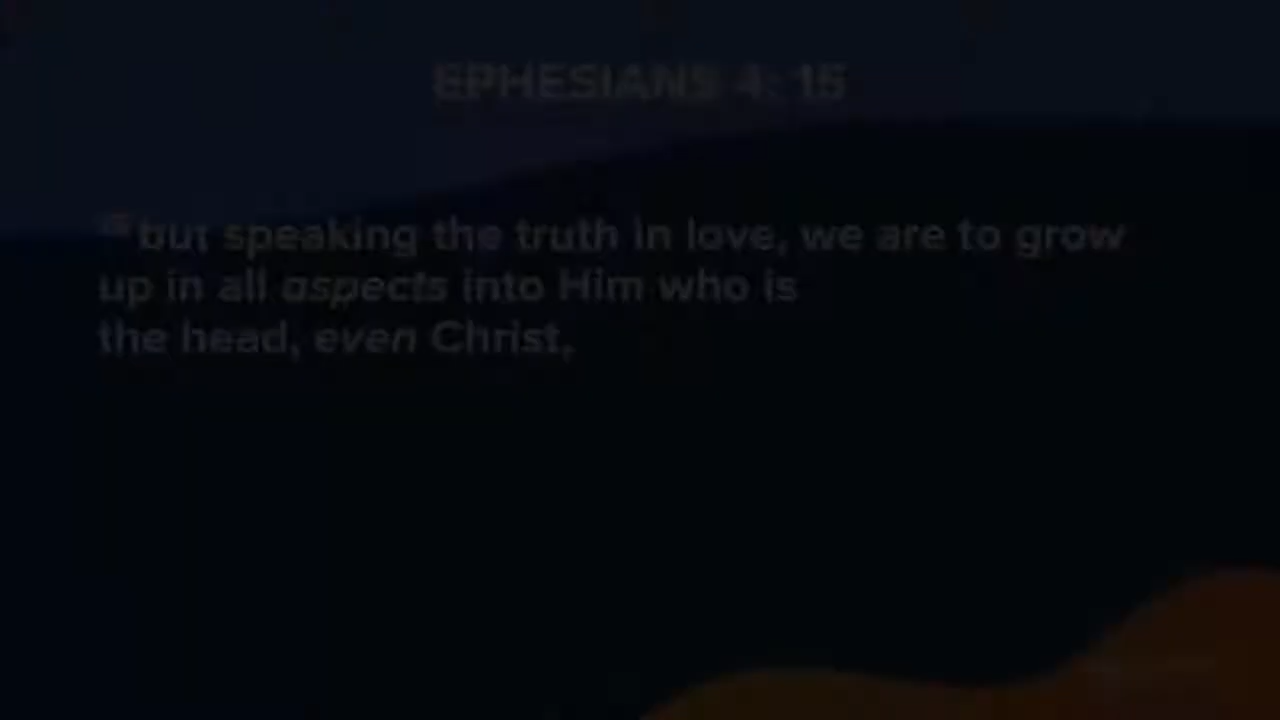 EPHESIANS 4: 15
but speaking the truth in love, we are to grow
up in all aspects into Him who is
the head, even Christ,